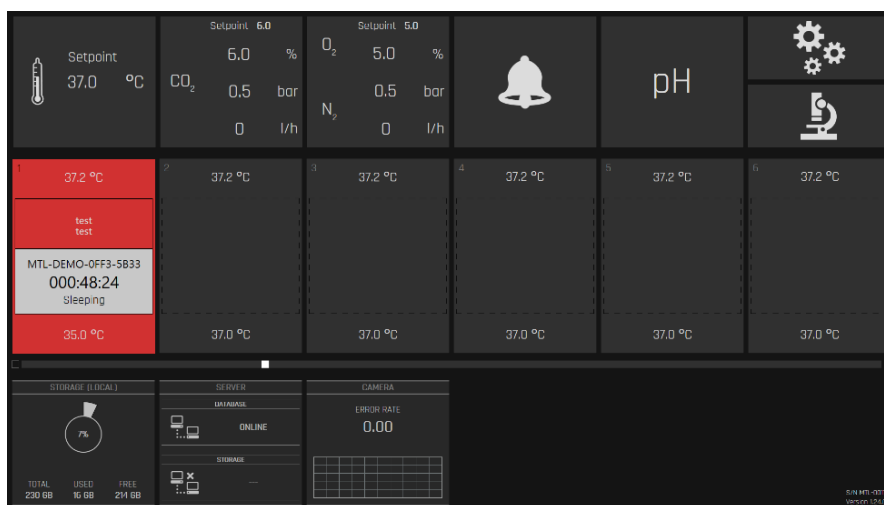 Setpoint
37.0 °C
Setpoint 6.0
CO2
6.0 %
0.5 bar
0 l/h
Setpoint 5.0
O2 5.0 %
0.5 bar
N2
0 l/h
pH
1 37.2 °C
test
test
MTL-DEMO-0FF3-5B33
000:48:24
Sleeping
35.0 °C
2 37.2 °C
37.0 °C
3 37.2 °C
37.0 °C
4 37.2 °C
37.0 °C
5 37.2 °C
37.0 °C
6 37.2 °C
37.0 °C
STORAGE (LOCAL)
7%
TOTAL USED FREE
230 GB 16 GB 214 GB
SERVER
DATABASE
ONLINE
STORAGE
---
CAMERA
ERROR RATE
0.00
S/N MTL-
Version 1.24